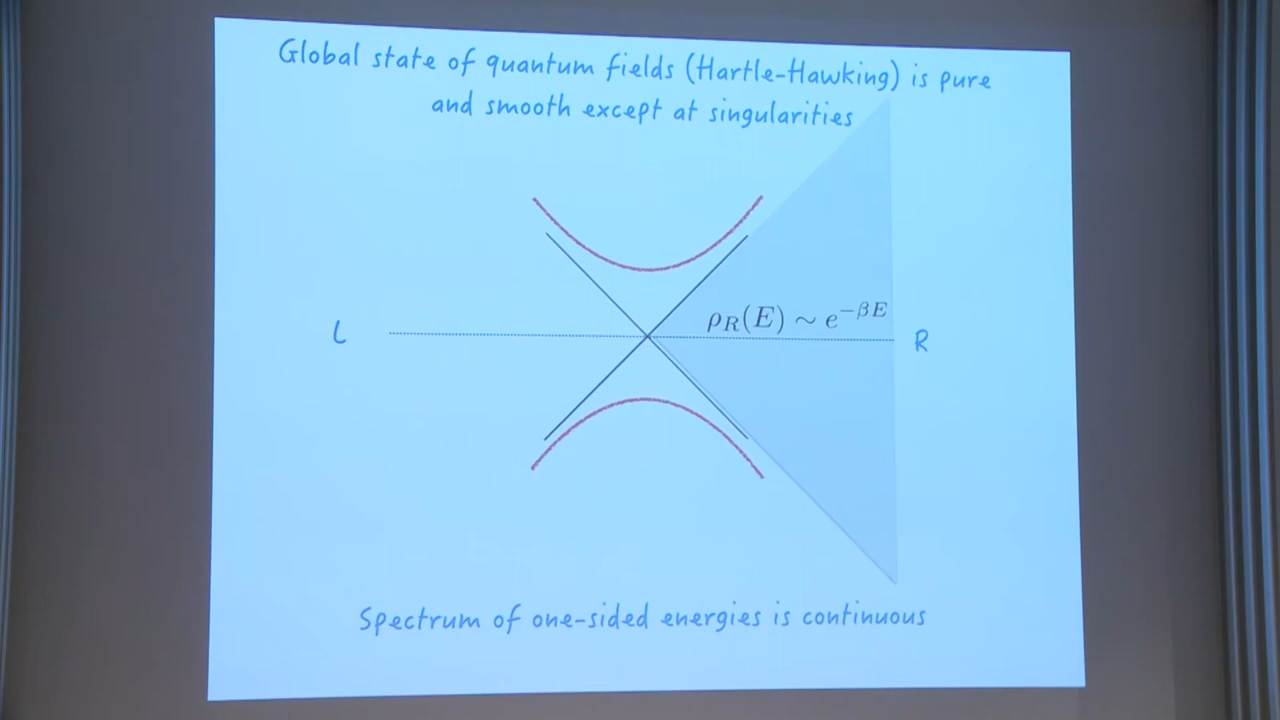 Global state of quantum fields (Hartle-Hawking) is pure
and smooth except at singularities
ρ_R(E) ~ e^{-βE}
L
R
Spectrum of one-sided energies is continuous